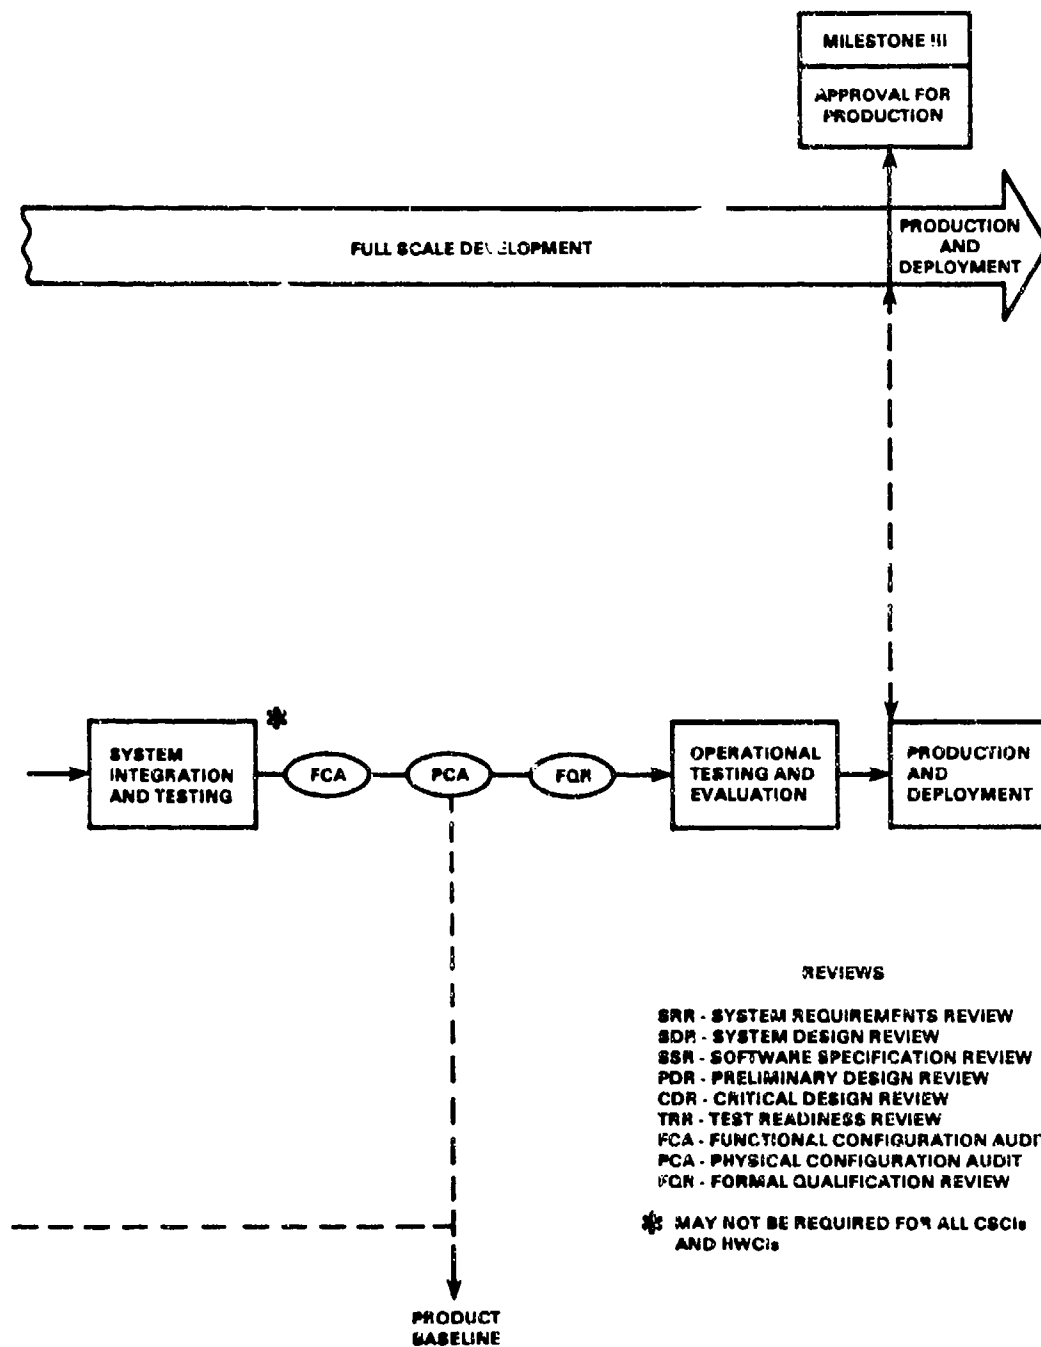 MILESTONE III
APPROVAL FOR
PRODUCTION
FULL SCALE DEVELOPMENT
PRODUCTION
AND
DEPLOYMENT
*
SYSTEM
INTEGRATION
AND TESTING
FCA
PCA
FQR
OPERATIONAL
TESTING AND
EVALUATION
PRODUCTION
AND
DEPLOYMENT
REVIEWS
SRR - SYSTEM REQUIREMENTS REVIEW
SDR - SYSTEM DESIGN REVIEW
SSR - SOFTWARE SPECIFICATION REVIEW
PDR - PRELIMINARY DESIGN REVIEW
CDR - CRITICAL DESIGN REVIEW
TRR - TEST READINESS REVIEW
FCA - FUNCTIONAL CONFIGURATION AUDIT
PCA - PHYSICAL CONFIGURATION AUDIT
FQR - FORMAL QUALIFICATION REVIEW
* MAY NOT BE REQUIRED FOR ALL CSCIs
AND HWCIs
PRODUCT
BASELINE